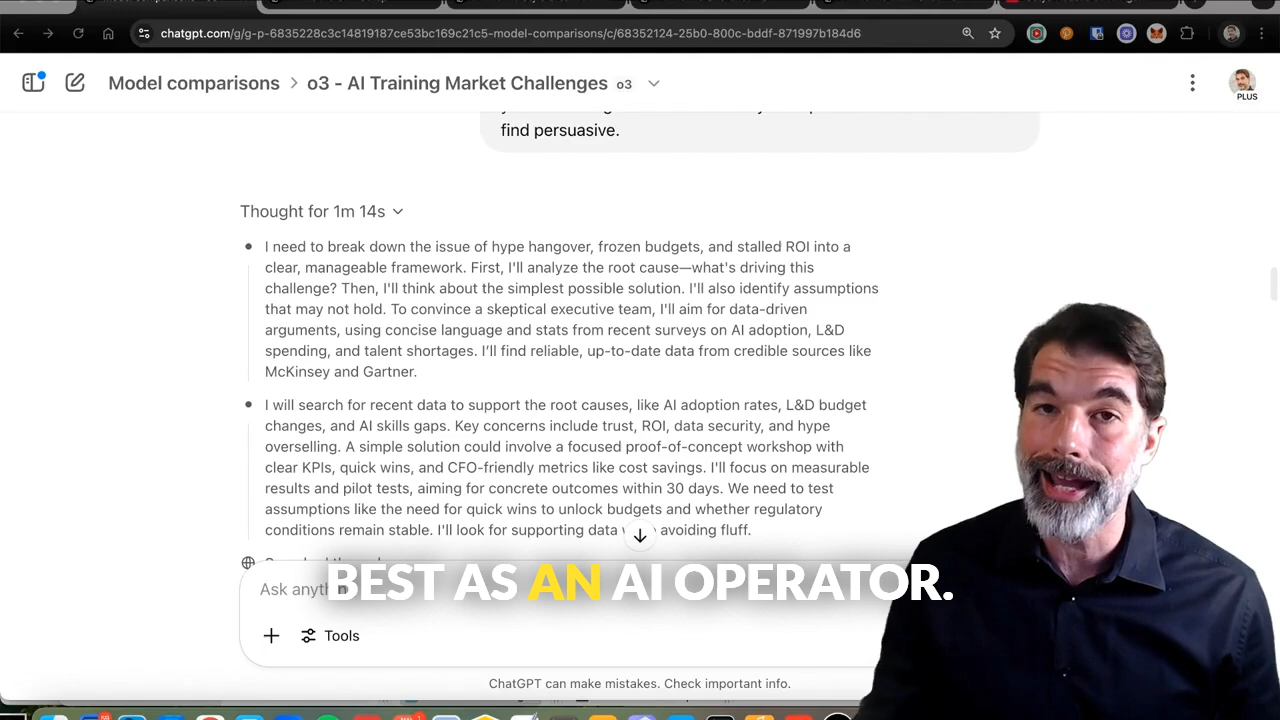 chatgpt.com/g/g-p-6835228c3c14819187ce53bc169c21c5-model-comparisons/c/68352124-25b0-800c-bddf-871997b184d6
Model comparisons > o3 - AI Training Market Challenges o3
PLUS
find persuasive.
Thought for 1m 14s
I need to break down the issue of hype hangover, frozen budgets, and stalled ROI into a
clear, manageable framework. First, I'll analyze the root cause—what's driving this
challenge? Then, I'll think about the simplest possible solution. I'll also identify assumptions
that may not hold. To convince a skeptical executive team, I'll aim for data-driven
arguments, using concise language and stats from recent surveys on AI adoption, L&D
spending, and talent shortages. I'll find reliable, up-to-date data from credible sources like
McKinsey and Gartner.
I will search for recent data to support the root causes, like AI adoption rates, L&D budget
changes, and AI skills gaps. Key concerns include trust, ROI, data security, and hype
overselling. A simple solution could involve a focused proof-of-concept workshop with
clear KPIs, quick wins, and CFO-friendly metrics like cost savings. I'll focus on measurable
results and pilot tests, aiming for concrete outcomes within 30 days. We need to test
assumptions like the need for quick wins to unlock budgets and whether regulatory
conditions remain stable. I'll look for supporting data avoiding fluff.
BEST AS AN AI OPERATOR.
Ask
Tools
ChatGPT can make mistakes. Check important info.